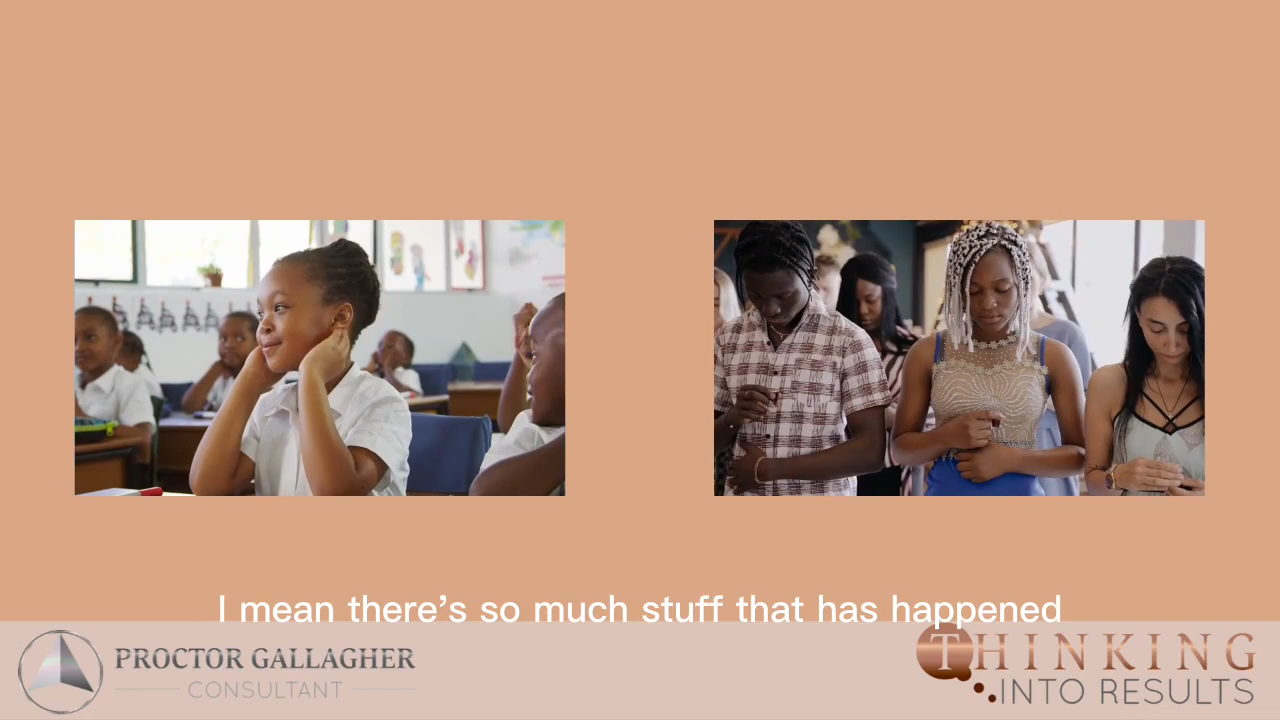 I mean there's so much stuff that has happened
PROCTOR GALLAGHER
CONSULTANT
THINKING
INTO RESULTS